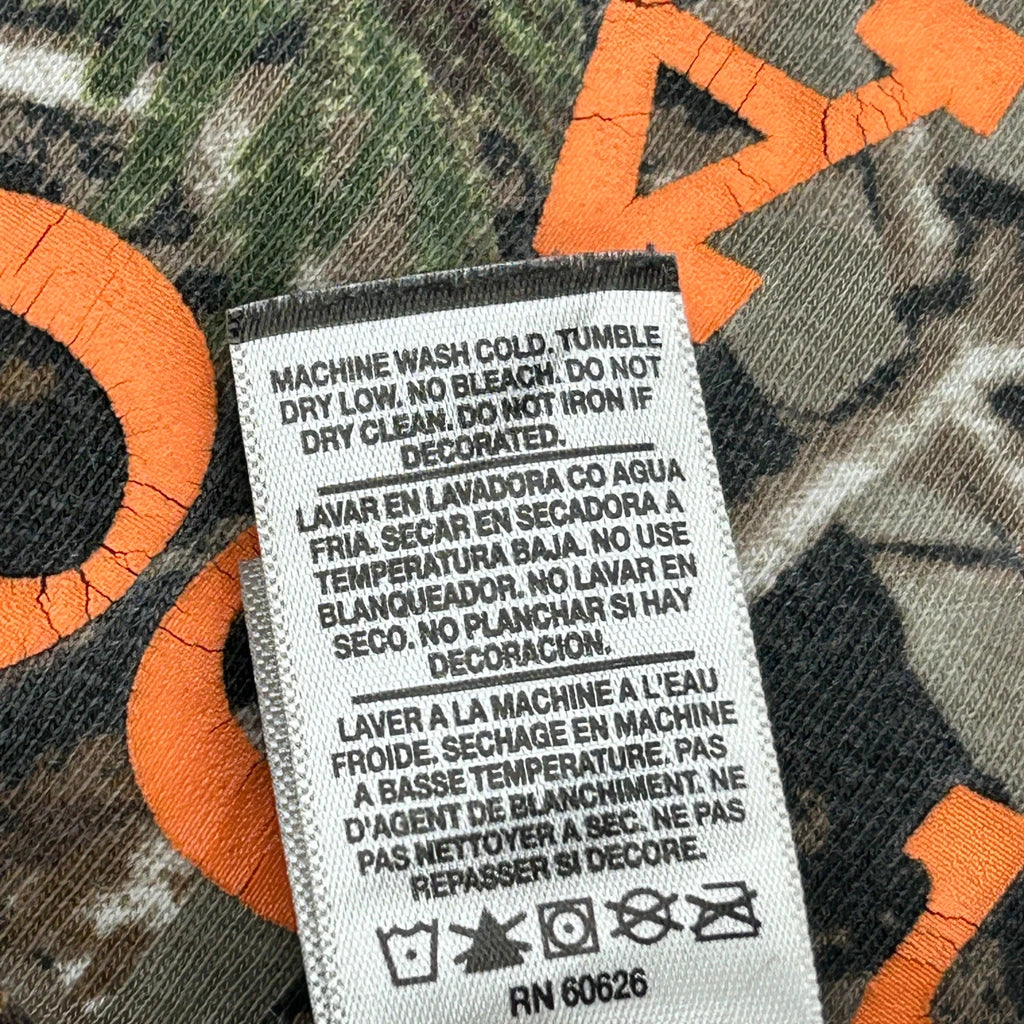 MACHINE WASH COLD. TUMBLE
DRY LOW. NO BLEACH. DO NOT
DRY CLEAN. DO NOT IRON IF
DECORATED.
LAVAR EN LAVADORA CO AGUA
FRIA. SECAR EN SECADORA A
TEMPERATURA BAJA. NO USE
BLANQUEADOR. NO LAVAR EN
SECO. NO PLANCHAR SI HAY
DECORACION.
LAVER A LA MACHINE A L'EAU
FROIDE. SECHAGE EN MACHINE
A BASSE TEMPERATURE. PAS
D'AGENT DE BLANCHIMENT. NE
PAS NETTOYER A SEC. NE PAS
REPASSER SI DECORE.
RN 60626